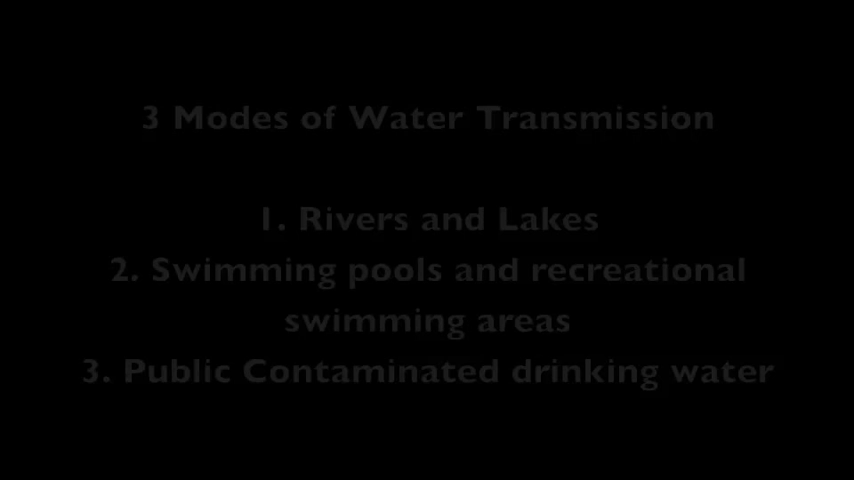 3 Modes of Water Transmission
1. Rivers and Lakes
2. Swimming pools and recreational
swimming areas
3. Public Contaminated drinking water